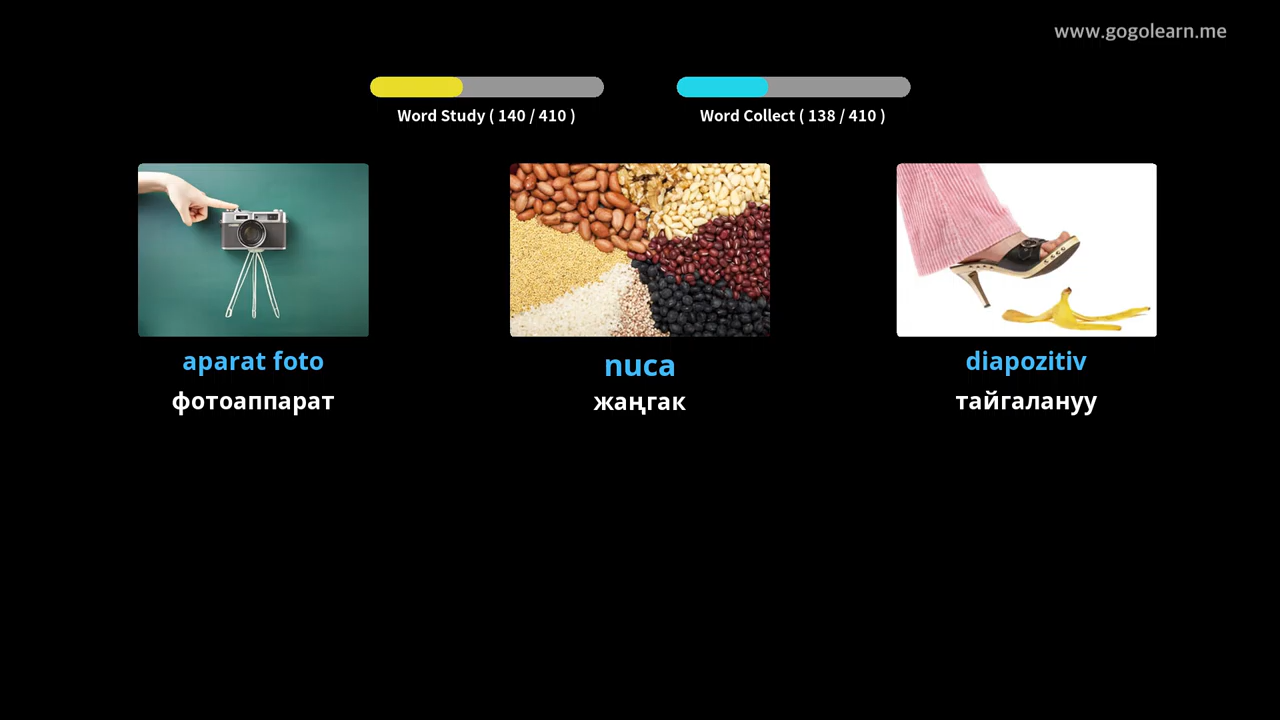 www.gogolearn.me
Word Study ( 140 / 410 )
Word Collect ( 138 / 410 )
aparat foto
nuca
diapozitiv
фотоаппарат
жаңгак
тайгалануу